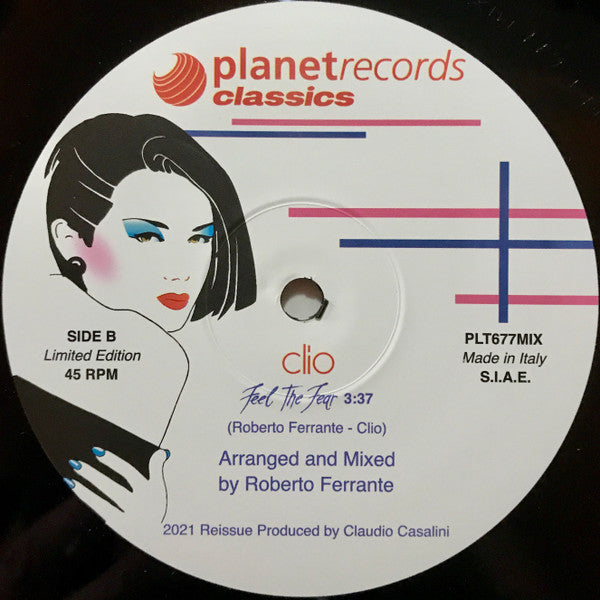 planetrecords
classics
SIDE B
Limited Edition
45 RPM
PLT677MIX
Made in Italy
S.I.A.E.
clio
Feel The Fear 3:37
(Roberto Ferrante - Clio)
Arranged and Mixed
by Roberto Ferrante
2021 Reissue Produced by Claudio Casalini